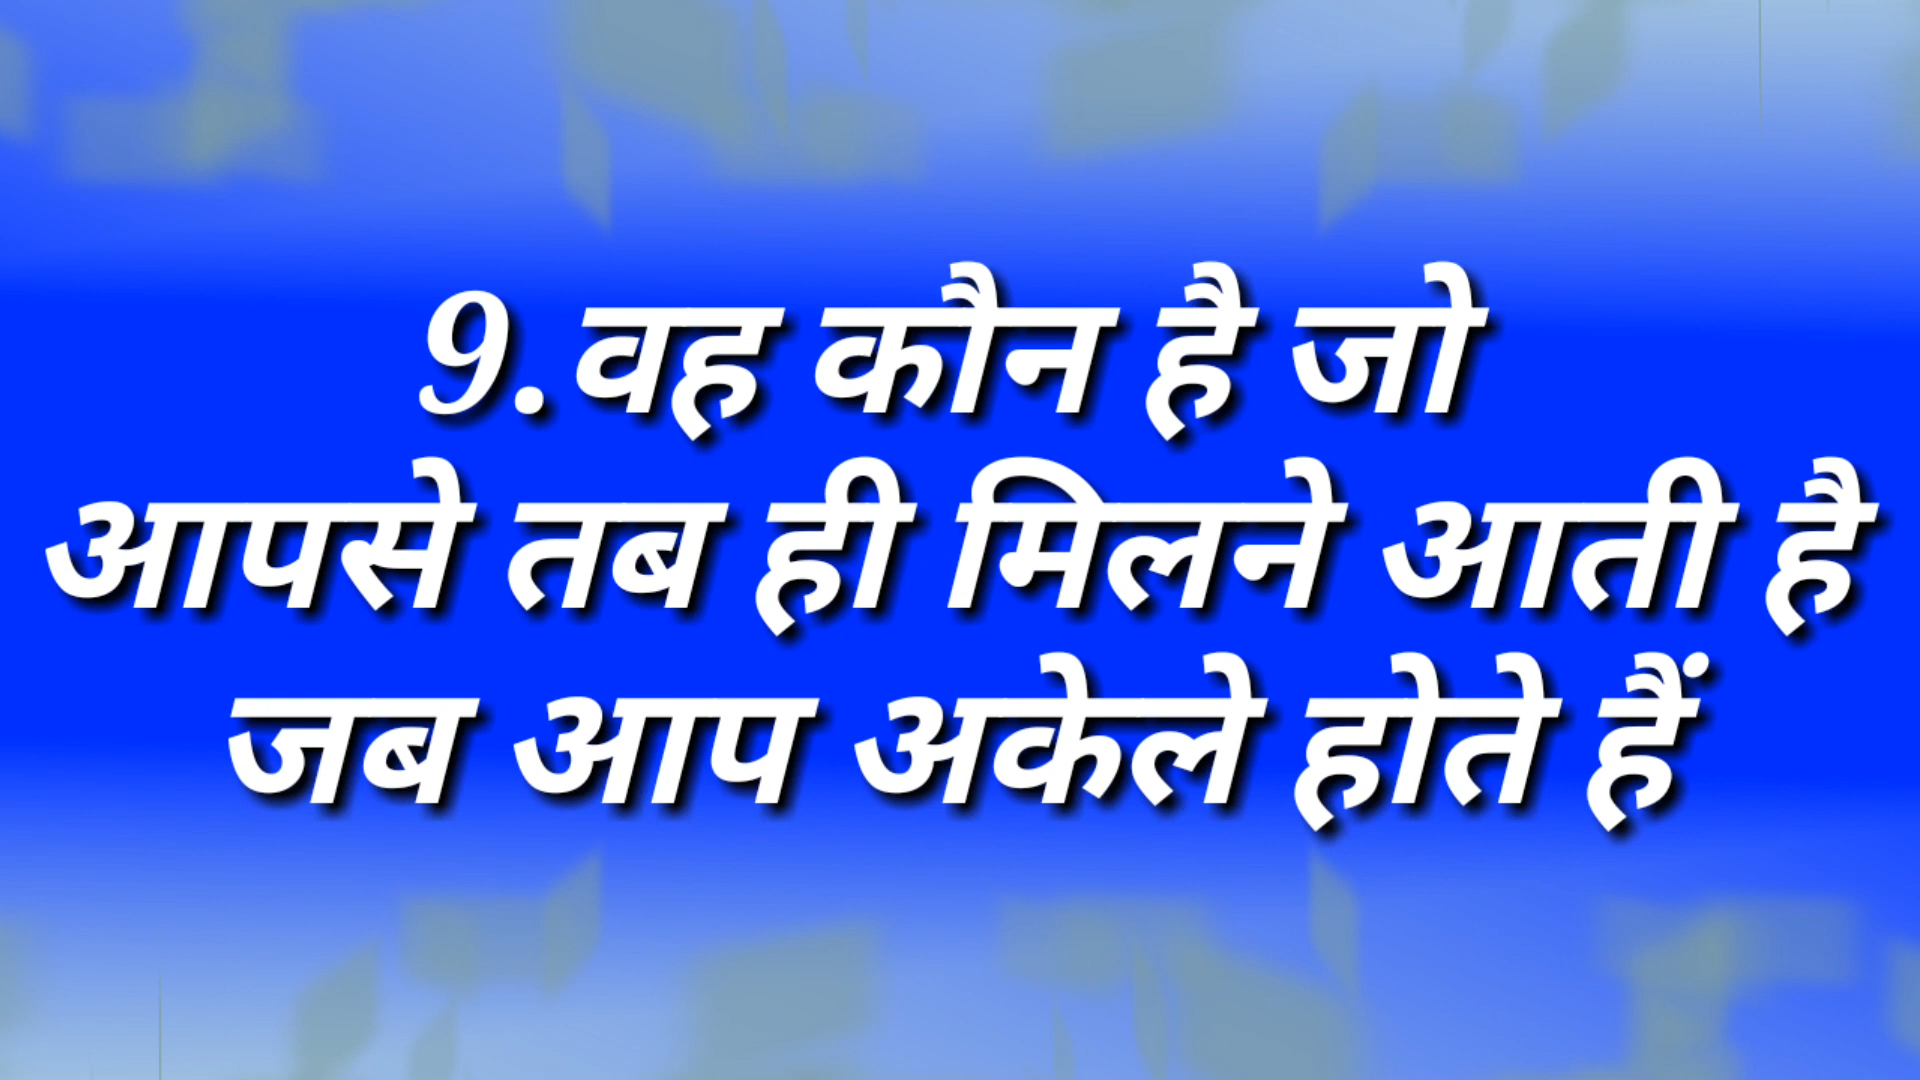 9.वह कौन है जो
आपसे तब ही मिलने आती है
जब आप अकेले होते हैं